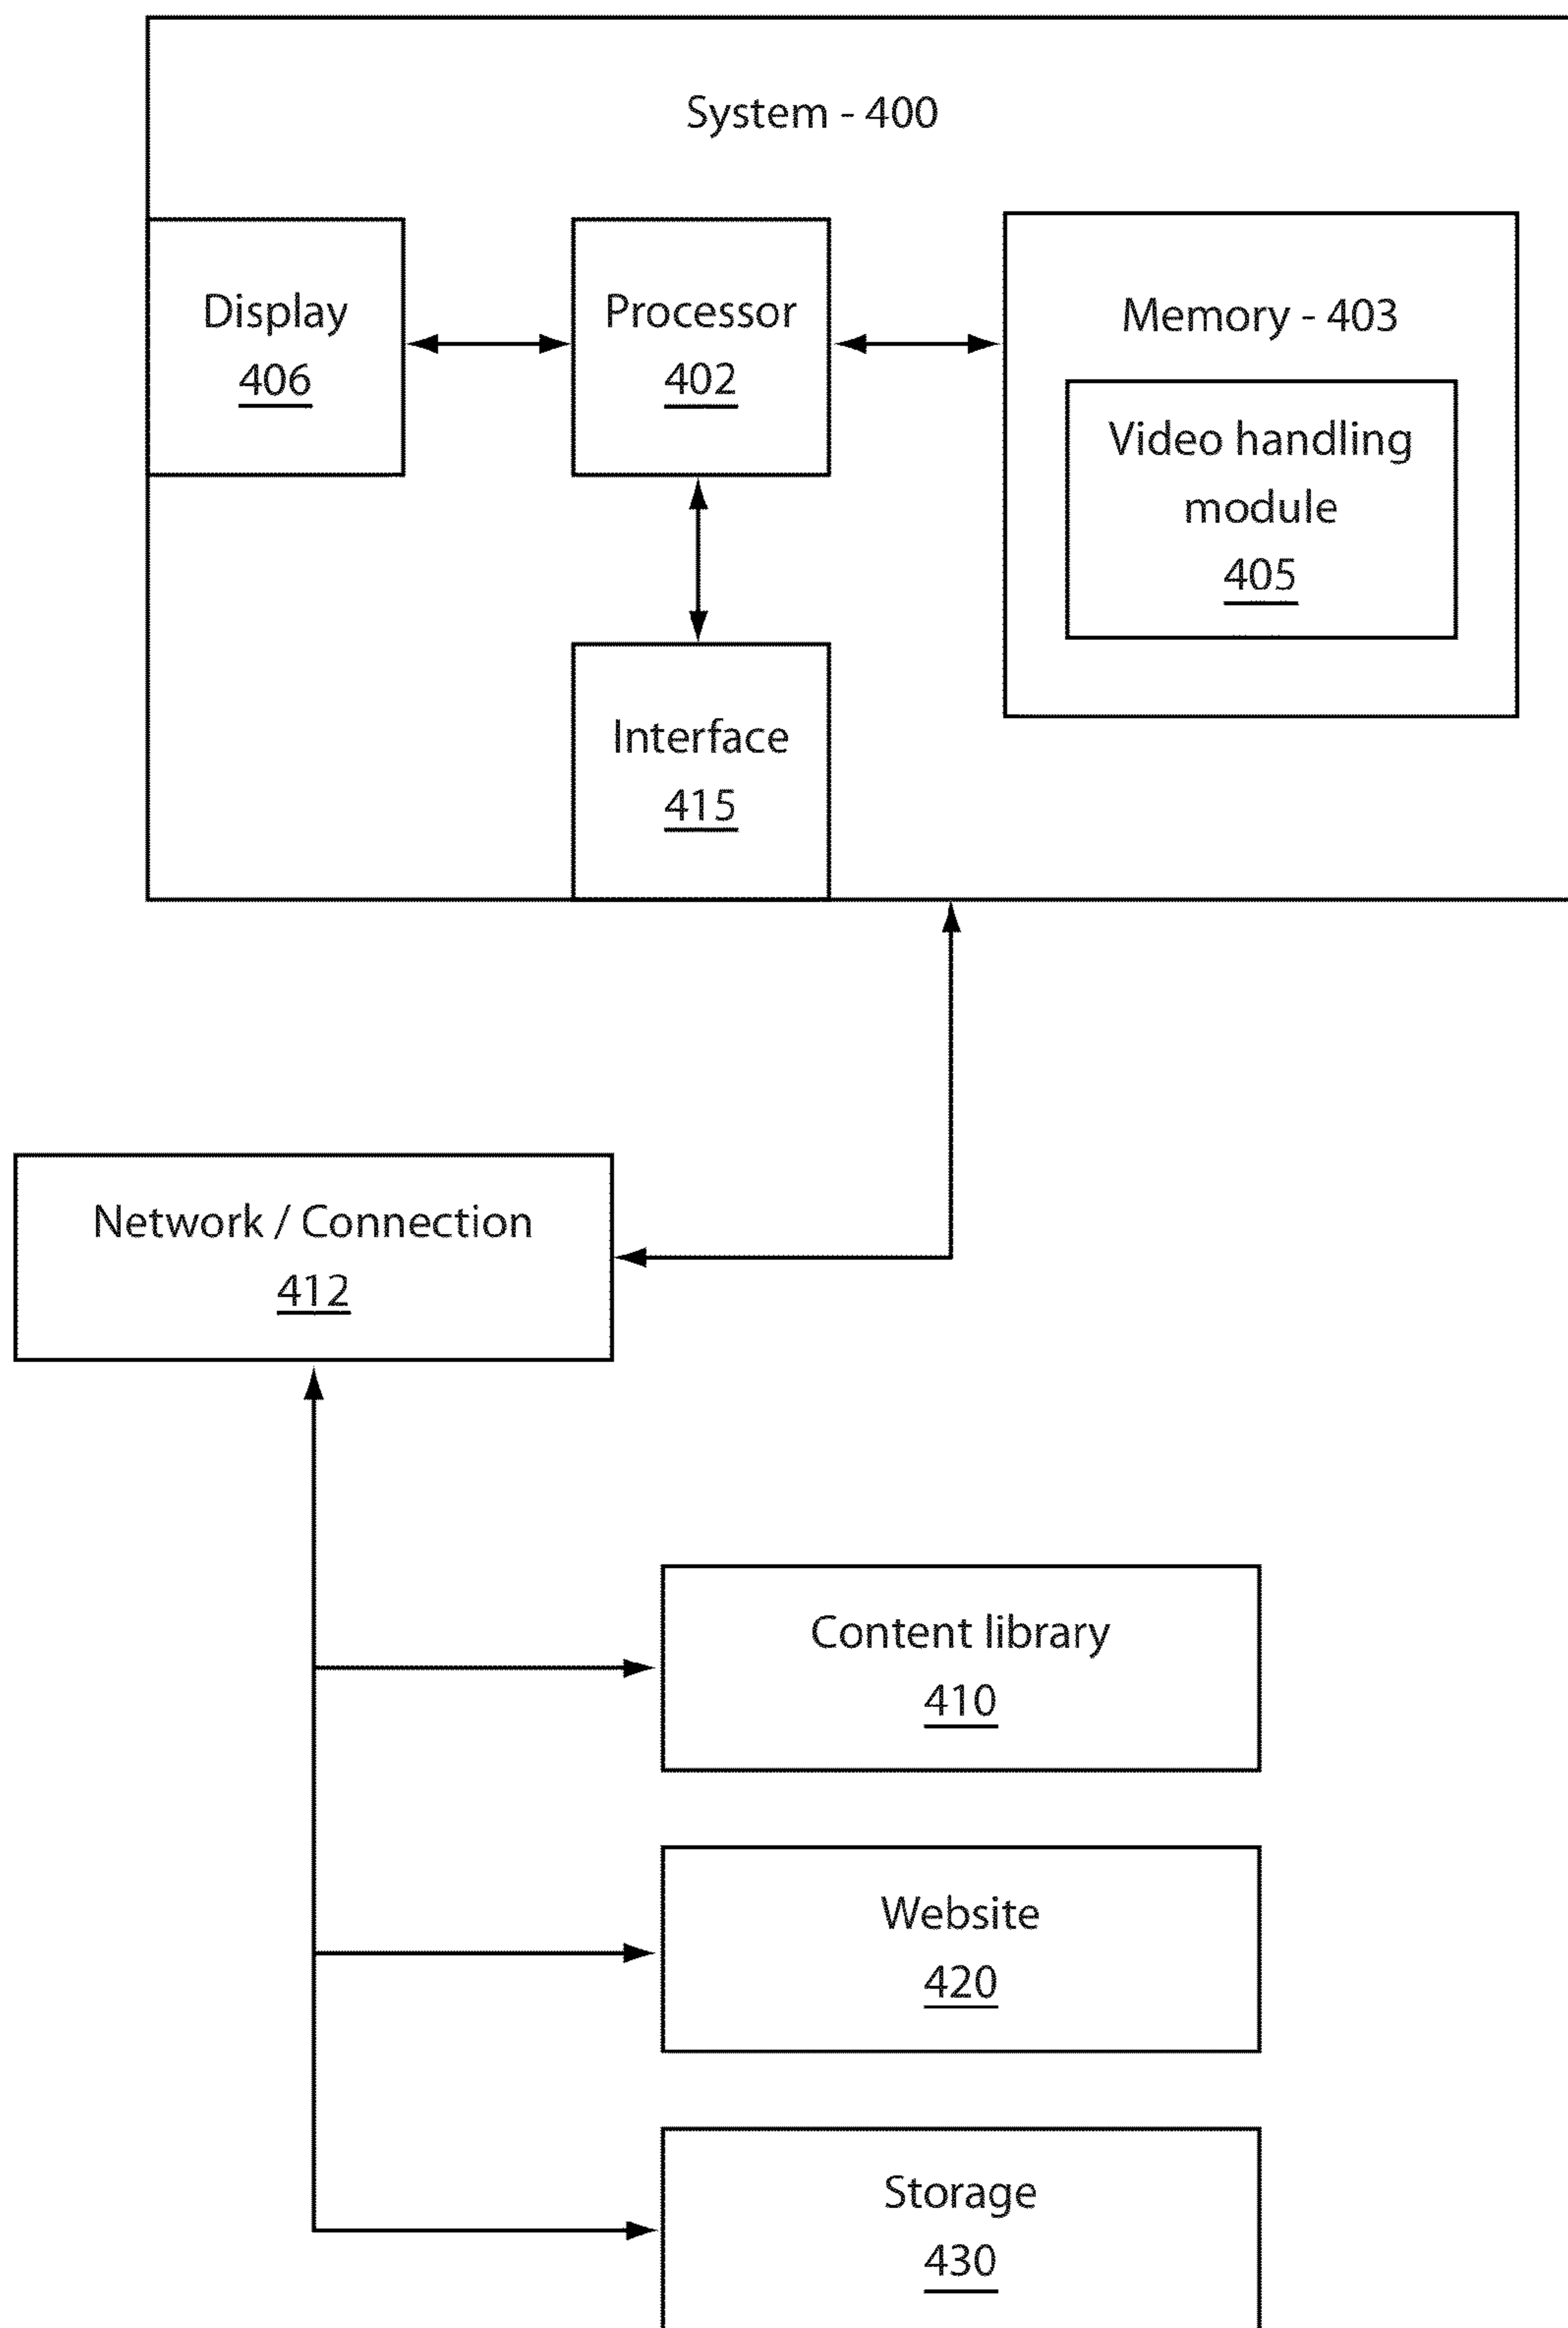 System - 400
Display
406
Processor
402
Memory - 403
Video handling
module
405
Interface
415
Network / Connection
412
Content library
410
Website
420
Storage
430